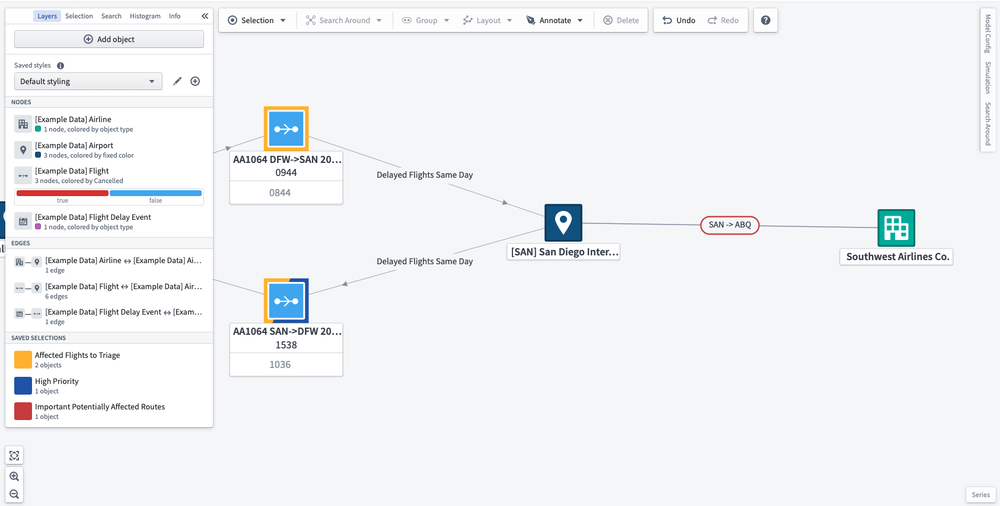 Layers Selection Search Histogram Info
Add object
Saved styles
Default styling
NODES
[Example Data] Airline
1 node, colored by object type
[Example Data] Airport
3 nodes, colored by fixed color
[Example Data] Flight
3 nodes, colored by Cancelled
true false
[Example Data] Flight Delay Event
1 node, colored by object type
EDGES
[Example Data] Airline ↔ [Example Data] Ai...
1 edge
[Example Data] Flight ↔ [Example Data] Air...
6 edges
[Example Data] Flight Delay Event ↔ [Exam...
1 edge
SAVED SELECTIONS
Affected Flights to Triage
2 objects
High Priority
1 object
Important Potentially Affected Routes
1 object
Selection Search Around Group Layout Annotate Delete Undo Redo
AA1064 DFW->SAN 20...
0944
0844
Delayed Flights Same Day
[SAN] San Diego Inter...
SAN -> ABQ
Southwest Airlines Co.
Delayed Flights Same Day
AA1064 SAN->DFW 20...
1538
1036
Model Config
Simulation
Search Around
Series